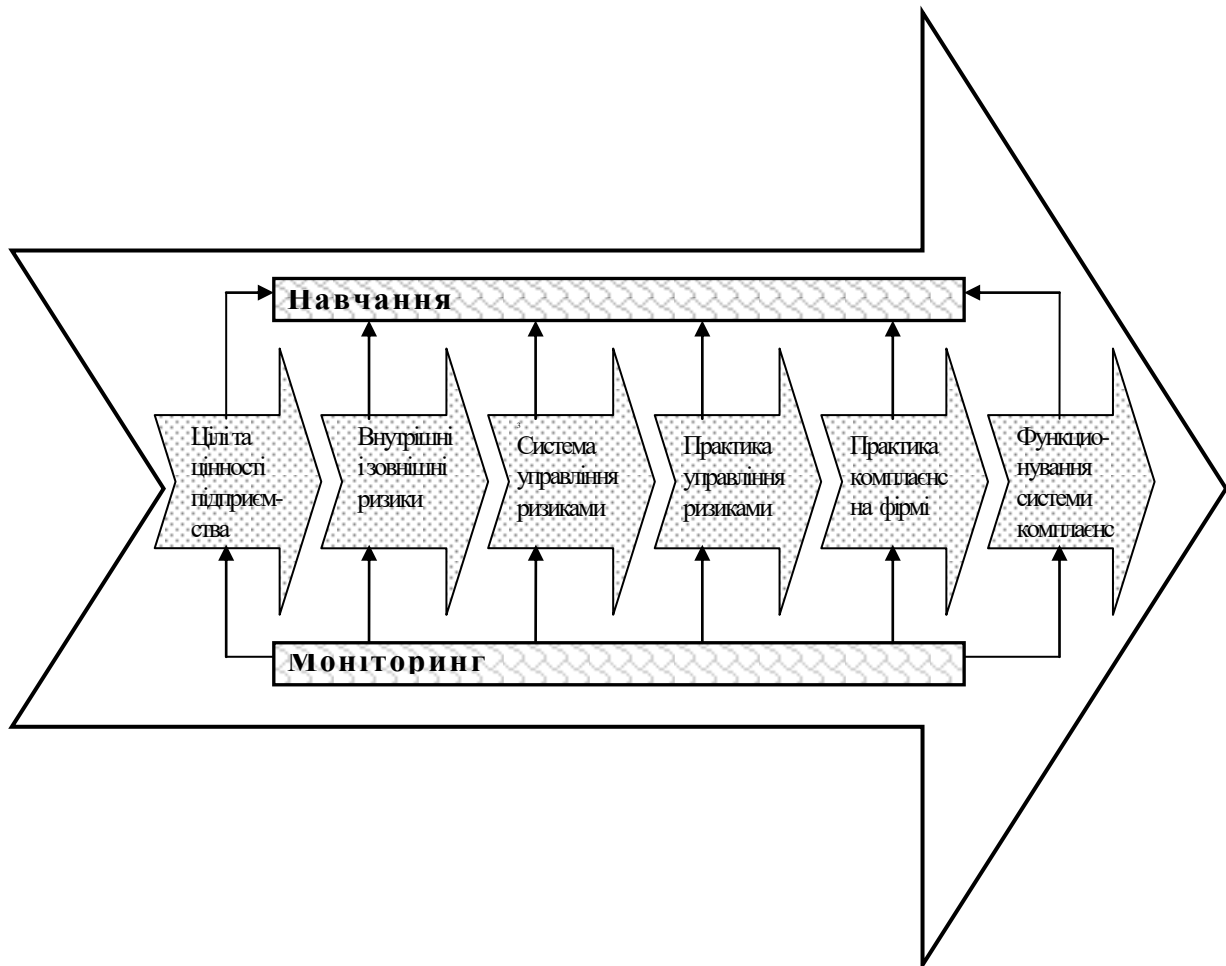 Навчання
Цілі та
цінності
підприєм-
ства
Внутрішні
і зовнішні
ризики
Система
управління
ризиками
Практика
управління
ризиками
Практика
комплаєнс
на фірмі
Функцио-
нування
системи
комплаєнс
Моніторинг